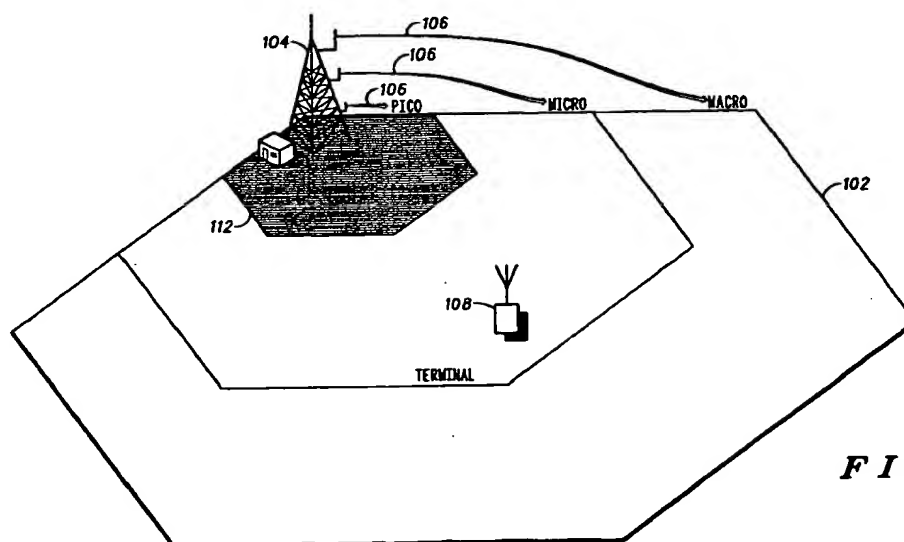 106
104
106
106
PICO
MICRO
MACRO
102
112
108
TERMINAL
F I